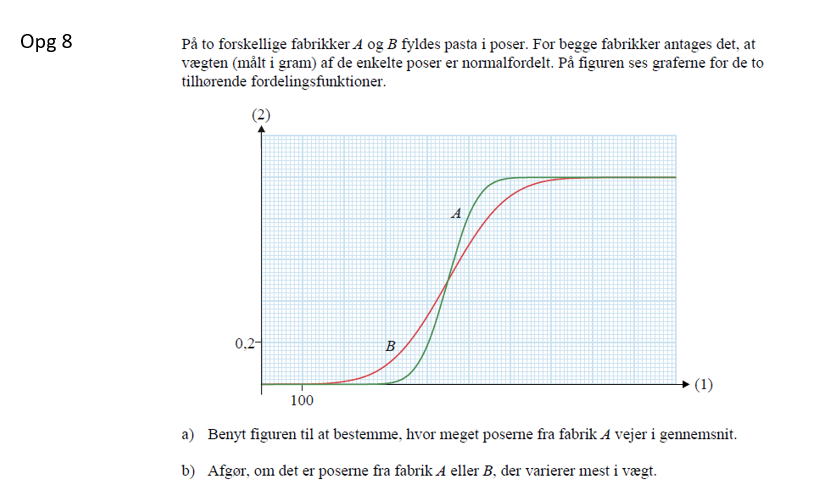 Opg 8
På to forskellige fabrikker A og B fyldes pasta i poser. For begge fabrikker antages det, at
vægten (målt i gram) af de enkelte poser er normalfordelt. På figuren ses graferne for de to
tilhørende fordelingsfunktioner.
(2)
A
0,2
B
(1)
100
a) Benyt figuren til at bestemme, hvor meget poserne fra fabrik A vejer i gennemsnit.
b) Afgør, om det er poserne fra fabrik A eller B, der varierer mest i vægt.